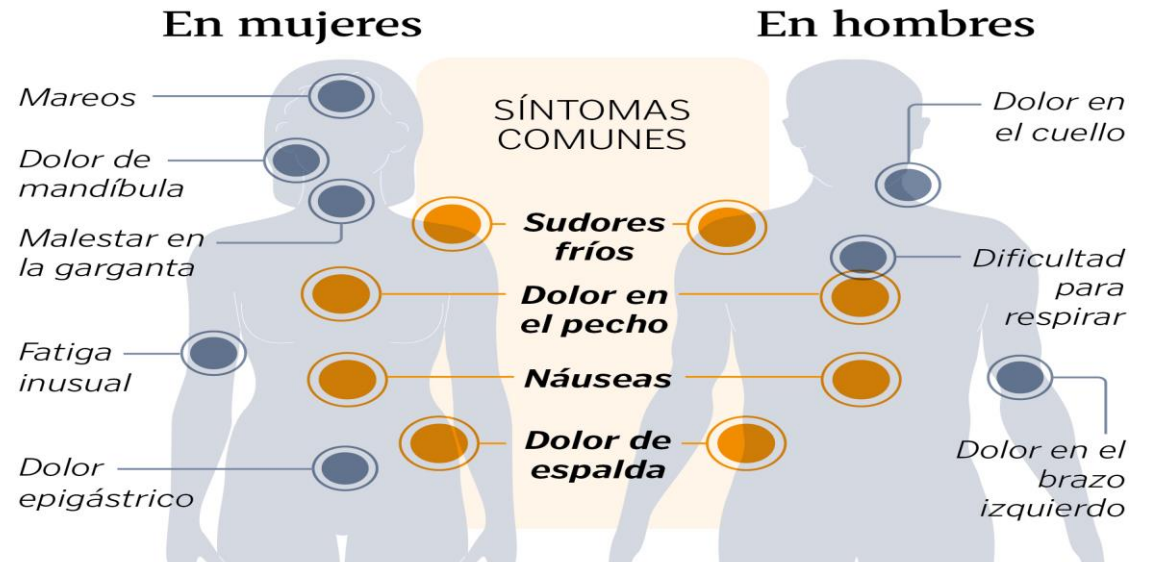 En mujeres
En hombres
SÍNTOMAS
COMUNES
Mareos
Dolor de
mandíbula
Malestar en
la garganta
Fatiga
inusual
Dolor
epigástrico
Sudores
fríos
Dolor en
el pecho
Náuseas
Dolor de
espalda
Dolor en
el cuello
Dificultad
para
respirar
Dolor en el
brazo
izquierdo